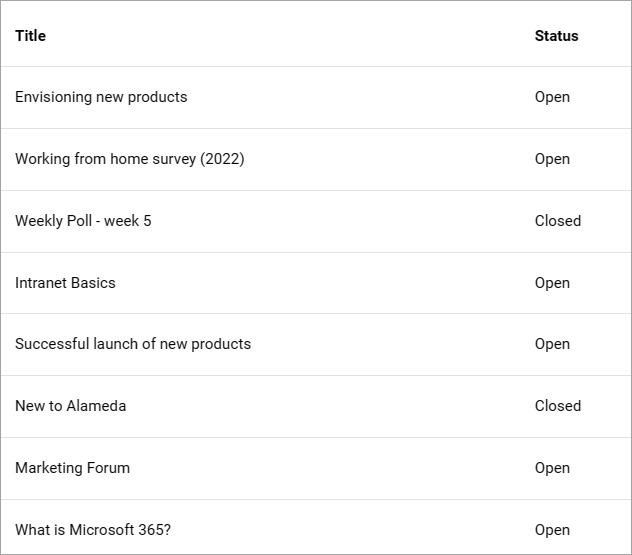 Title Status
Envisioning new products Open
Working from home survey (2022) Open
Weekly Poll - week 5 Closed
Intranet Basics Open
Successful launch of new products Open
New to Alameda Closed
Marketing Forum Open
What is Microsoft 365? Open